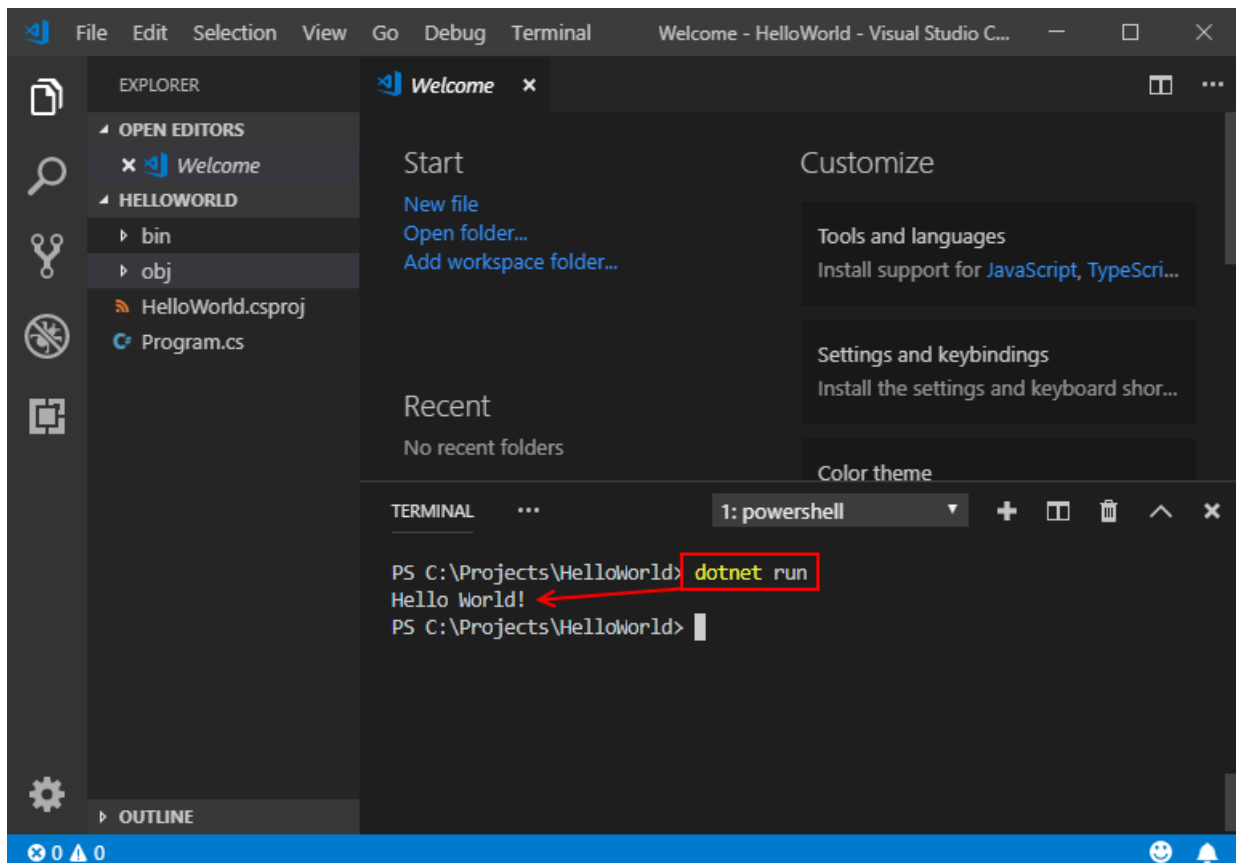 File Edit Selection View Go Debug Terminal Welcome - HelloWorld - Visual Studio C...
EXPLORER
OPEN EDITORS
Welcome
HELLOWORLD
bin
obj
HelloWorld.csproj
C# Program.cs
OUTLINE
Welcome
Start
New file
Open folder...
Add workspace folder...
Recent
No recent folders
Customize
Tools and languages
Install support for JavaScript, TypeScri...
Settings and keybindings
Install the settings and keyboard shor...
Color theme
TERMINAL ... 1: powershell
PS C:\Projects\HelloWorld> dotnet run
Hello World!
PS C:\Projects\HelloWorld>
0 0